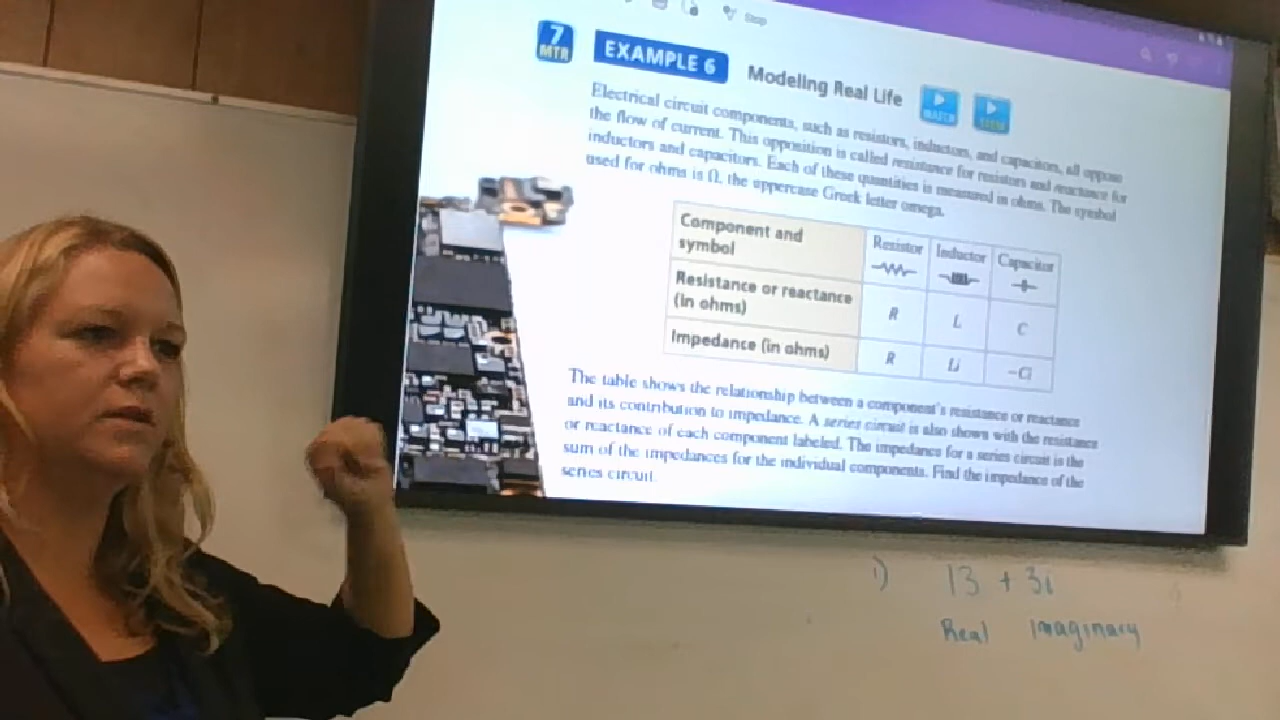 Stop
7
MTR
EXAMPLE 6
Modeling Real Life
WATCH
Electrical circuit components, such as resistors, inductors, and capacitors, all oppose
the flow of current. This opposition is called resistance for resistors and reactance for
inductors and capacitors. Each of these quantities is measured in ohms. The symbol
used for ohms is Ω, the uppercase Greek letter omega.
Component and symbol Resistor Inductor Capacitor
Resistance or reactance (in ohms) R L C
Impedance (in ohms) R Li −Ci
The table shows the relationship between a component's resistance or reactance
and its contribution to impedance. A series circuit is also shown with the resistance
or reactance of each component labeled. The impedance for a series circuit is the
sum of the impedances for the individual components. Find the impedance of the
series circuit.
1) 13 + 3i
Real Imaginary